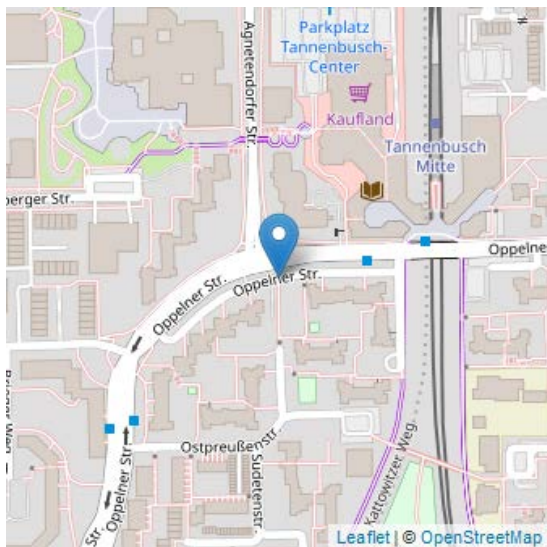 Parkplatz
Tannenbusch-
Center
Agnetendorfer Str.
Kaufland
Tannenbusch
Mitte
berger Str.
Oppelne
Oppelner Str.
Oppelner Str.
Ostpreußenstr.
Sudetenstr
Kattowitzer Weg
Oppelner Str.
Str.
Leaflet | © OpenStreetMap